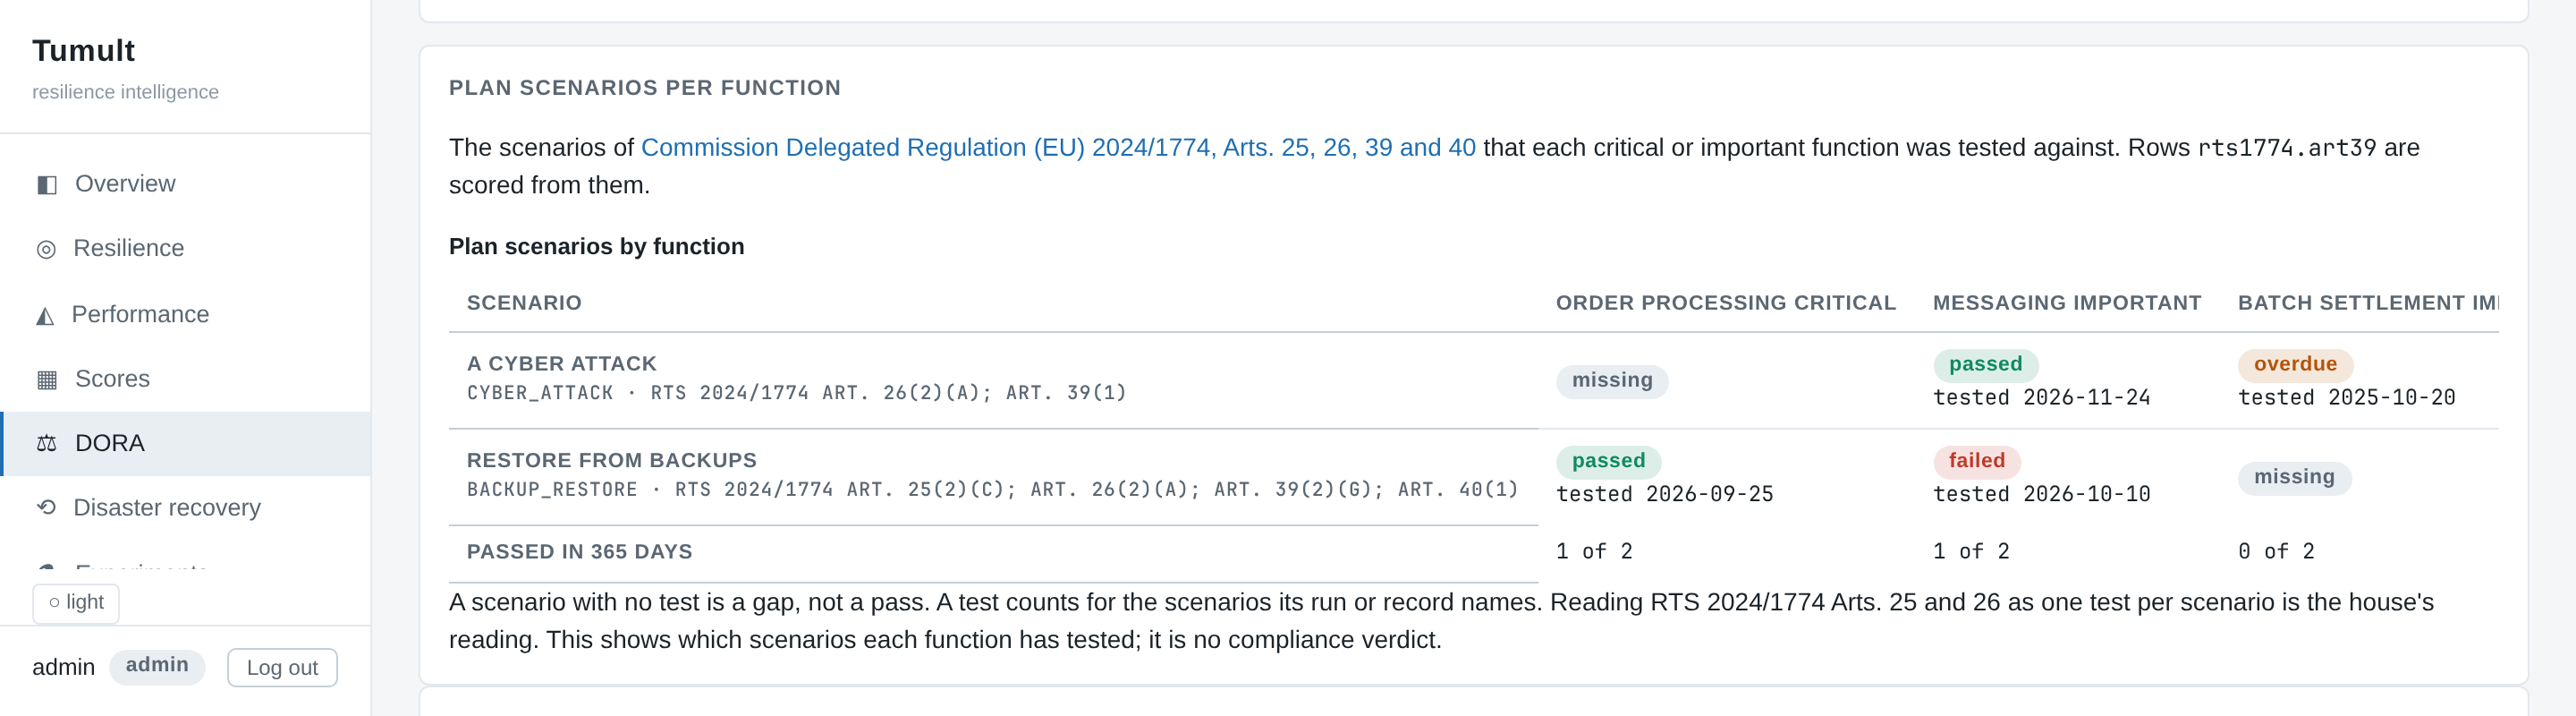 Tumult
resilience intelligence
Overview
Resilience
Performance
Scores
DORA
Disaster recovery
light
admin admin Log out
PLAN SCENARIOS PER FUNCTION
The scenarios of Commission Delegated Regulation (EU) 2024/1774, Arts. 25, 26, 39 and 40 that each critical or important function was tested against. Rows rts1774.art39 are
scored from them.
Plan scenarios by function
SCENARIO ORDER PROCESSING CRITICAL MESSAGING IMPORTANT BATCH SETTLEMENT
A CYBER ATTACK
CYBER_ATTACK · RTS 2024/1774 ART. 26(2)(A); ART. 39(1)
missing
passed
tested 2026-11-24
overdue
tested 2025-10-20
RESTORE FROM BACKUPS
BACKUP_RESTORE · RTS 2024/1774 ART. 25(2)(C); ART. 26(2)(A); ART. 39(2)(G); ART. 40(1)
passed
tested 2026-09-25
failed
tested 2026-10-10
missing
PASSED IN 365 DAYS 1 of 2 1 of 2 0 of 2
A scenario with no test is a gap, not a pass. A test counts for the scenarios its run or record names. Reading RTS 2024/1774 Arts. 25 and 26 as one test per scenario is the house's
reading. This shows which scenarios each function has tested; it is no compliance verdict.